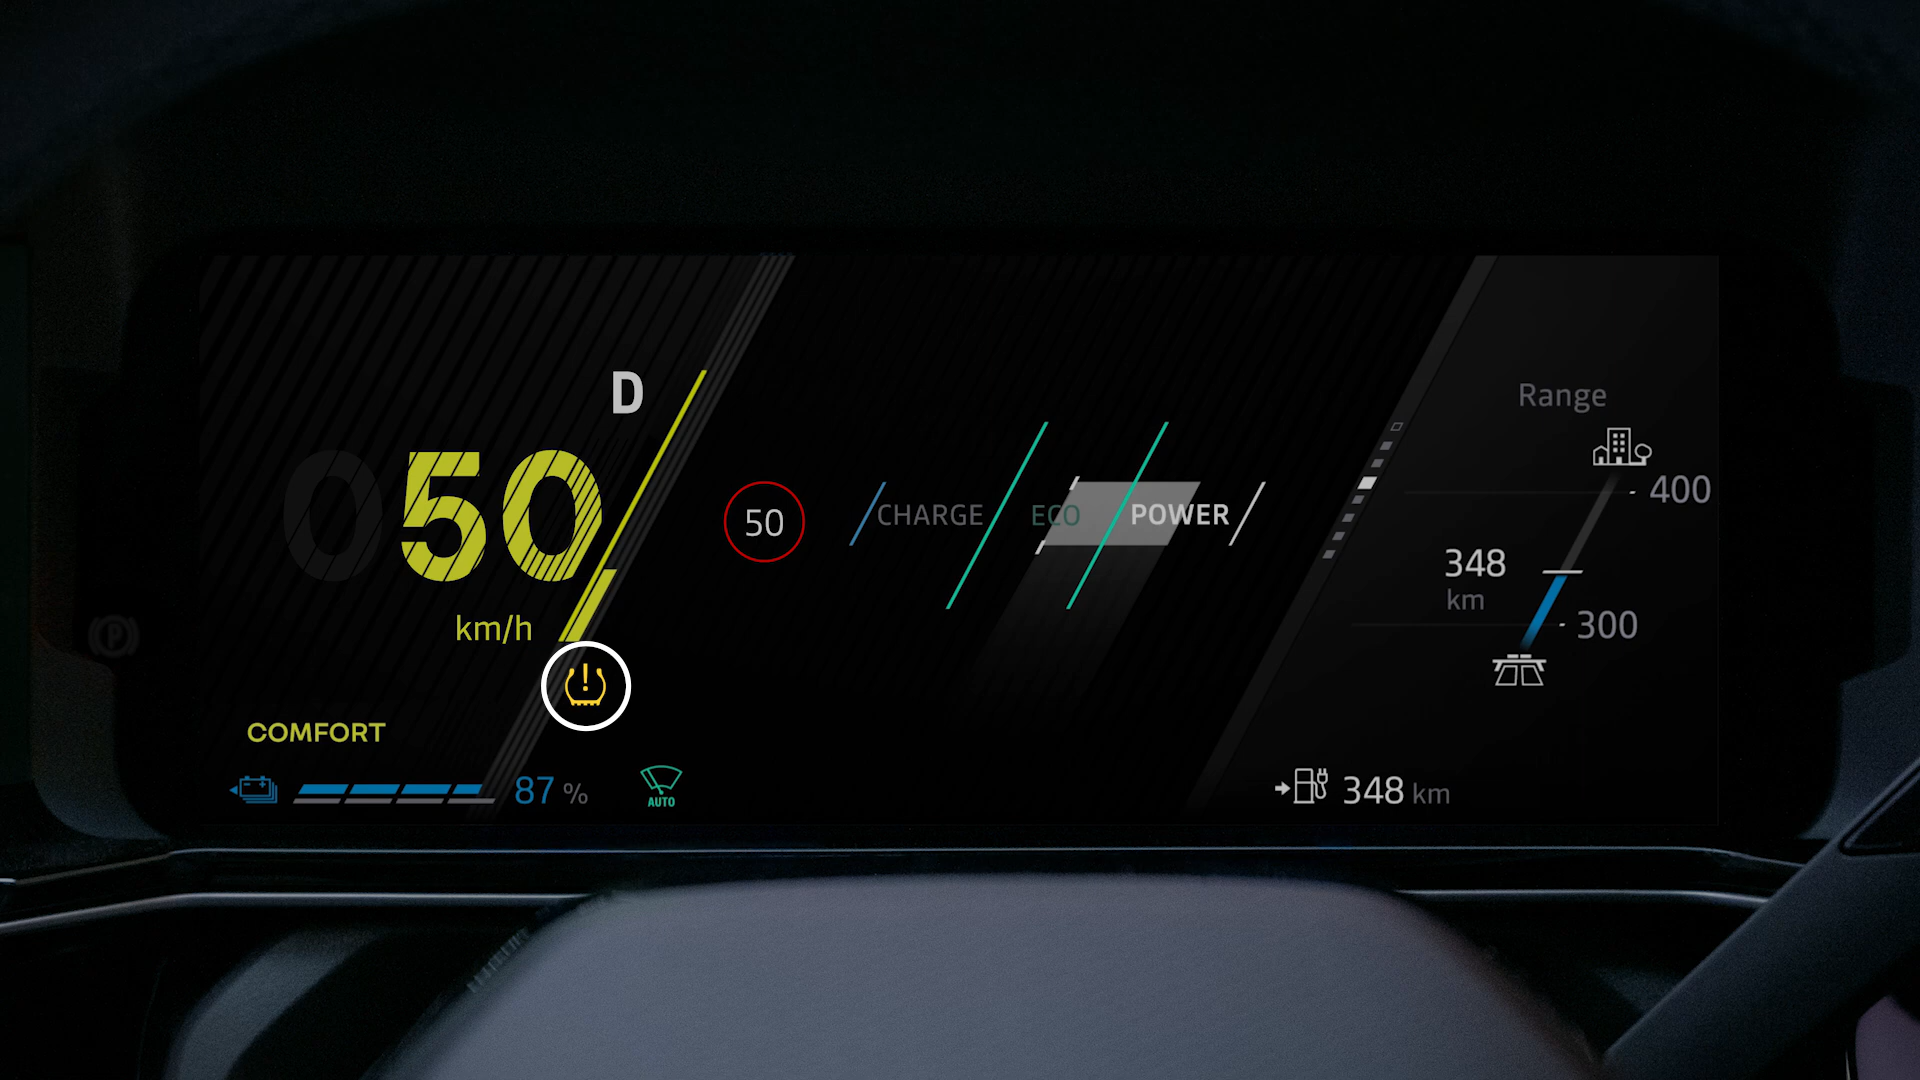 D
050
km/h
COMFORT
87 %
AUTO
50
CHARGE
ECO
POWER
Range
400
348
km
300
348 km
P